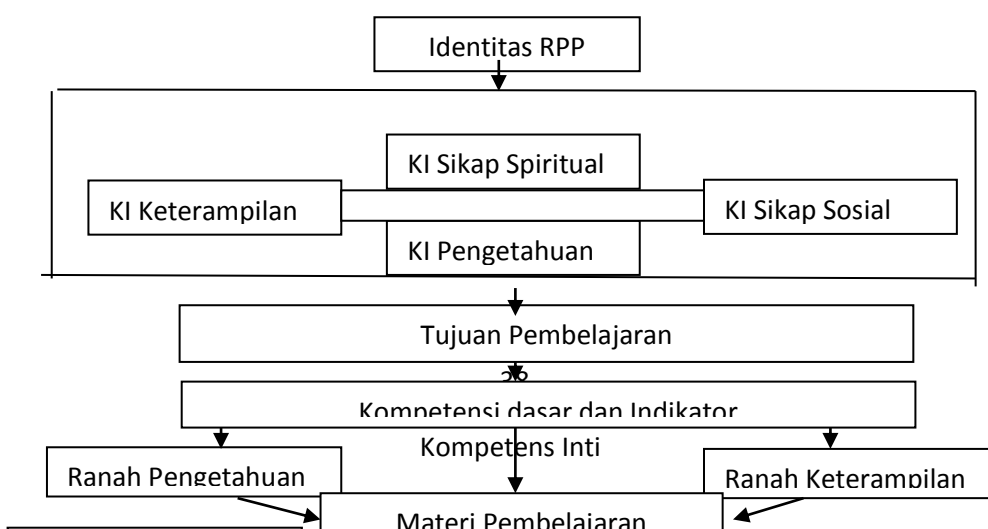 Identitas RPP
KI Sikap Spiritual
KI Keterampilan
KI Sikap Sosial
KI Pengetahuan
Tujuan Pembelajaran
Kompetensi dasar dan Indikator
Kompetens Inti
Ranah Pengetahuan
Ranah Keterampilan
Materi Pembelajaran